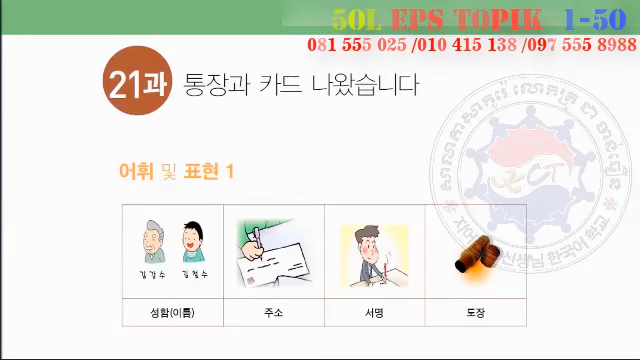 50L EPS TOPIK 1-50
081 555 025 /010 415 138 /097 555 8988
21과 통장과 카드 나왔습니다
어휘 및 표현 1
김갑수 김철수
성함(이름) 주소 서명 도장